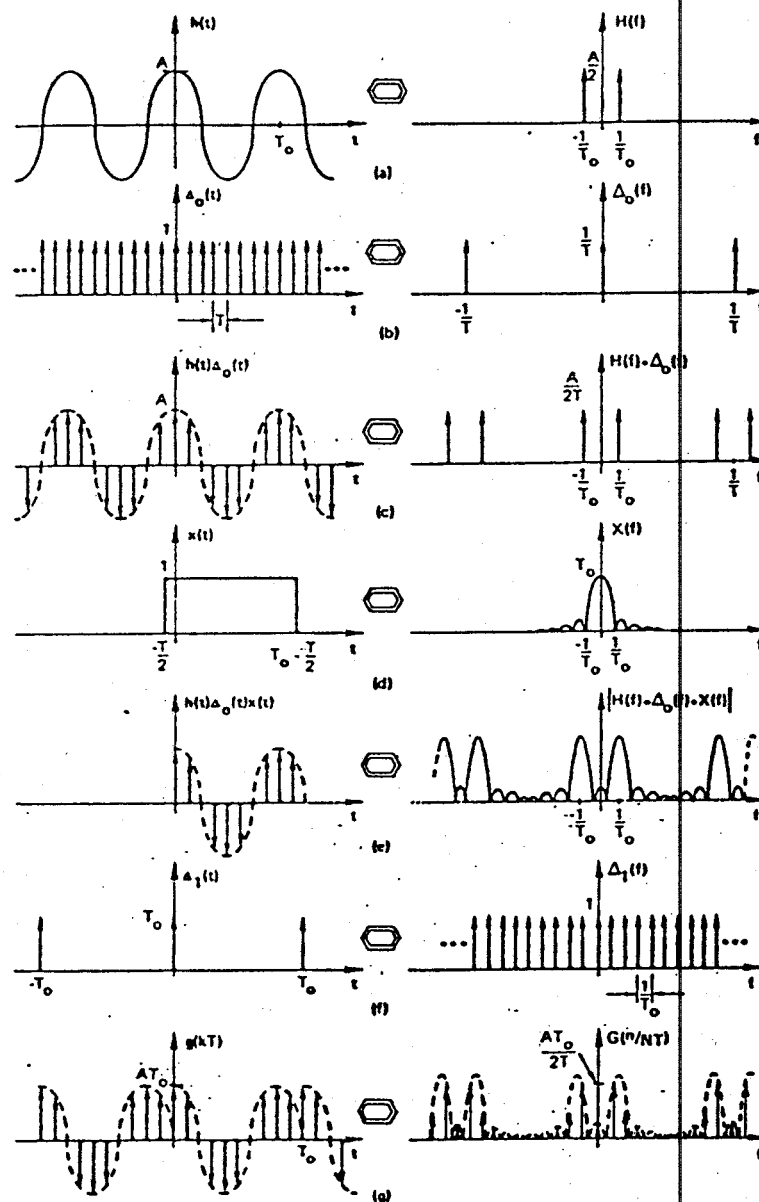 h(t) H(f)
A A/2
T₀ t -1/T₀ 1/T₀ f
(a)
Δ₀(t) Δ₀(f)
1 1/T
... ... 
T t -1/T 1/T f
(b)
h(t)Δ₀(t) H(f)*Δ₀(f)
A A/2T
t -1/T₀ 1/T₀ 1/T f
(c)
x(t) X(f)
1 T₀
-T/2 T₀-T/2 t -1/T₀ 1/T₀ f
(d)
h(t)Δ₀(t)x(t) |H(f)*Δ₀(f)*X(f)|
t -1/T₀ 1/T₀ f
(e)
Δ₁(t) Δ₁(f)
T₀ 1
... ...
-T₀ T₀ t 1/T₀ f
(f)
g(kT) G(n/NT)
AT₀ AT₀/2T
T₀ t f
(g)